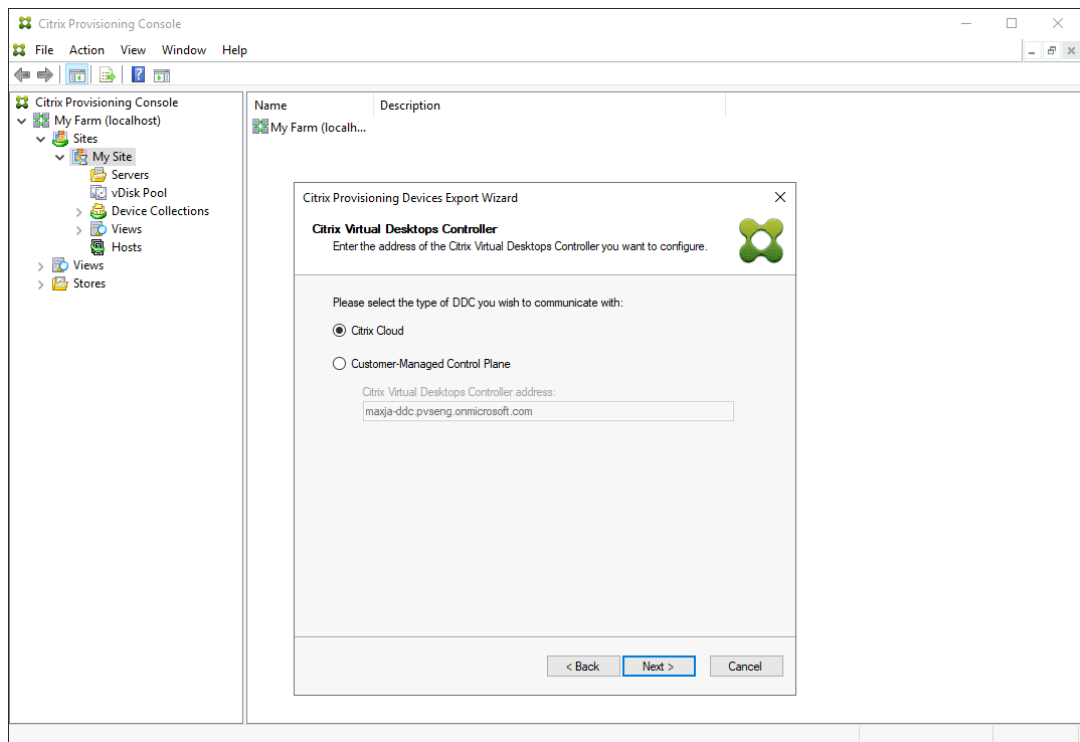 Citrix Provisioning Console
File Action View Window Help
Citrix Provisioning Console
My Farm (localhost)
Sites
My Site
Servers
vDisk Pool
Device Collections
Views
Hosts
Views
Stores
Name Description
My Farm (localh...
Citrix Provisioning Devices Export Wizard
Citrix Virtual Desktops Controller
Enter the address of the Citrix Virtual Desktops Controller you want to configure.
Please select the type of DDC you wish to communicate with:
Citrix Cloud
Customer-Managed Control Plane
Citrix Virtual Desktops Controller address:
maxja-ddc.pvseng.onmicrosoft.com
< Back Next > Cancel